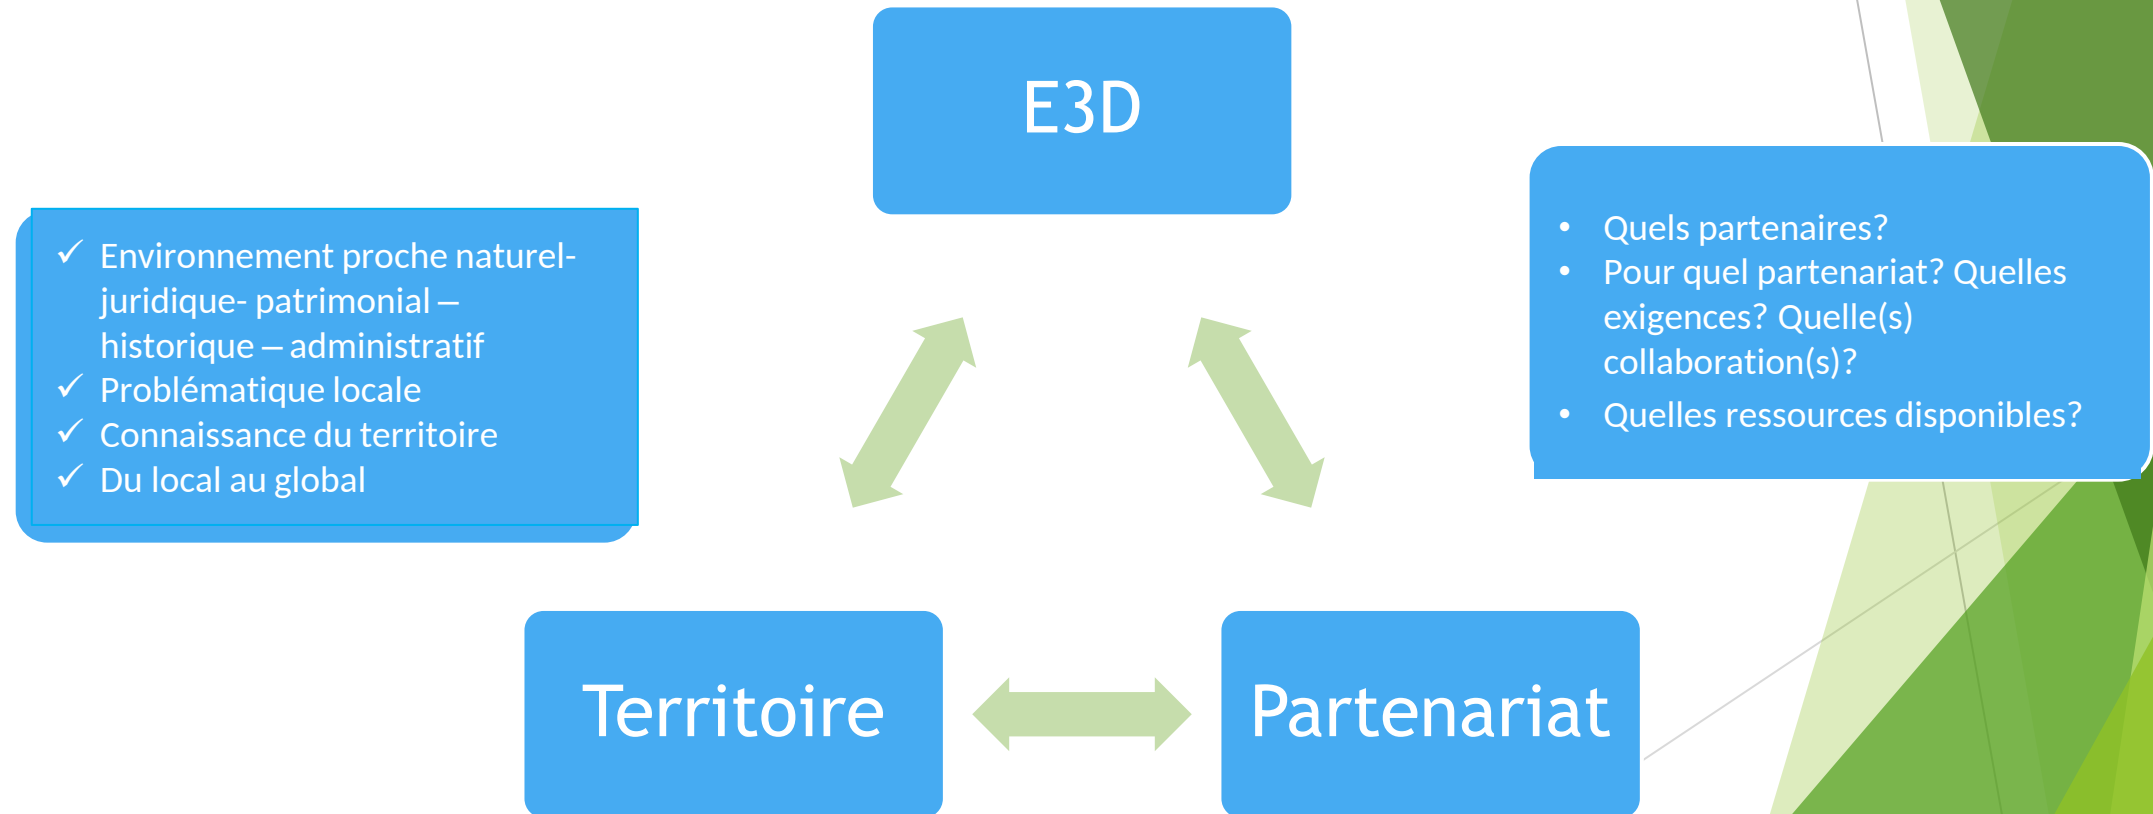 E3D
✓ Environnement proche naturel-
juridique- patrimonial –
historique – administratif
✓ Problématique locale
✓ Connaissance du territoire
✓ Du local au global
• Quels partenaires?
• Pour quel partenariat? Quelles
exigences? Quelle(s)
collaboration(s)?
• Quelles ressources disponibles?
Territoire
Partenariat